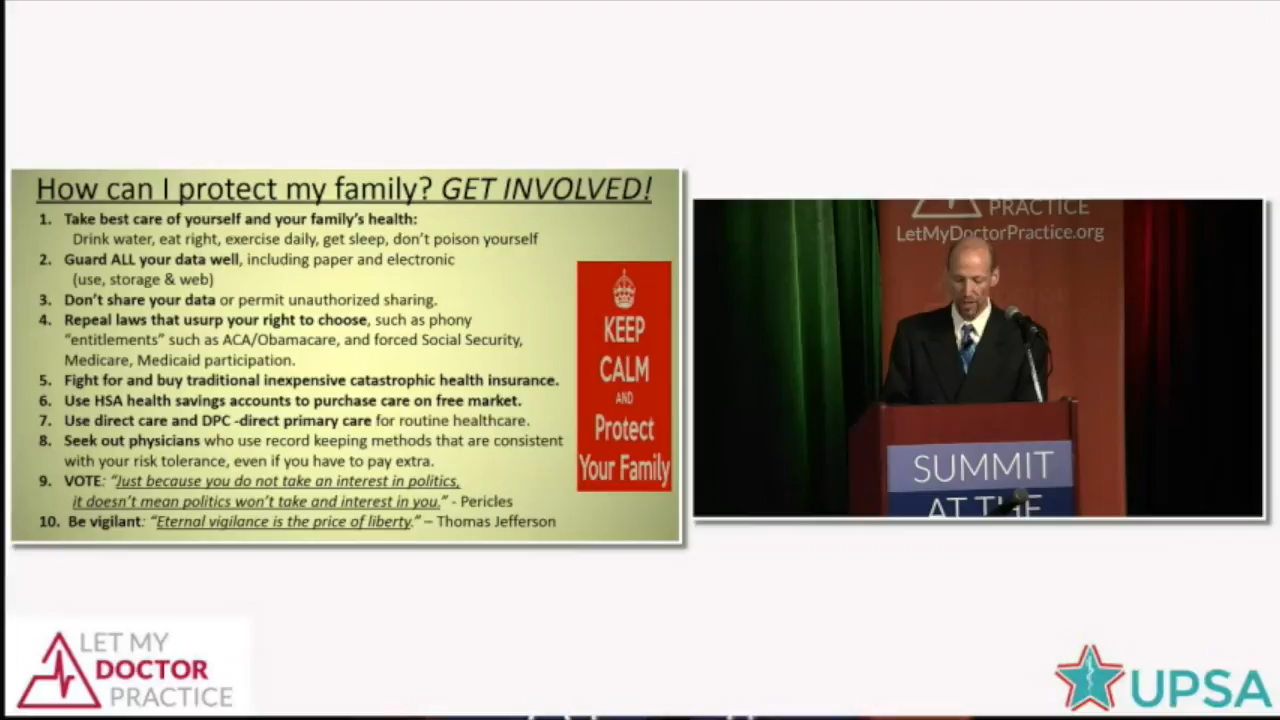 How can I protect my family? GET INVOLVED!
1. Take best care of yourself and your family's health:
Drink water, eat right, exercise daily, get sleep, don't poison yourself
2. Guard ALL your data well, including paper and electronic
(use, storage & web)
3. Don't share your data or permit unauthorized sharing.
4. Repeal laws that usurp your right to choose, such as phony
"entitlements" such as ACA/Obamacare, and forced Social Security,
Medicare, Medicaid participation.
5. Fight for and buy traditional inexpensive catastrophic health insurance.
6. Use HSA health savings accounts to purchase care on free market.
7. Use direct care and DPC -direct primary care for routine healthcare.
8. Seek out physicians who use record keeping methods that are consistent
with your risk tolerance, even if you have to pay extra.
9. VOTE: "Just because you do not take an interest in politics,
it doesn't mean politics won't take and interest in you." - Pericles
10. Be vigilant: "Eternal vigilance is the price of liberty." – Thomas Jefferson
KEEP
CALM
AND
Protect
Your Family
PRACTICE
LetMyDoctorPractice.org
SUMMIT
AT THE
LET MY
DOCTOR
PRACTICE
UPSA